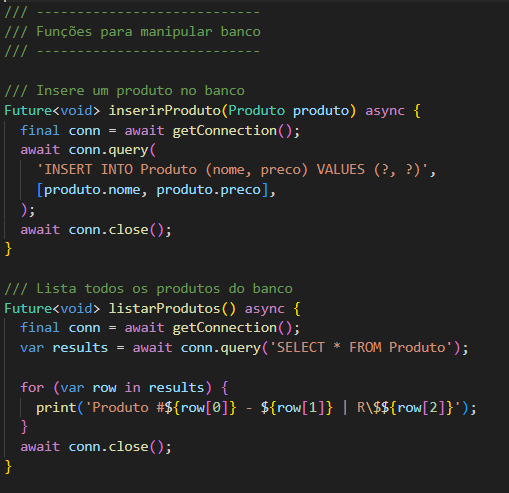 /// ----------------------------
/// Funções para manipular banco
/// ----------------------------
/// Insere um produto no banco
Future<void> inserirProduto(Produto produto) async {
  final conn = await getConnection();
  await conn.query(
    'INSERT INTO Produto (nome, preco) VALUES (?, ?)',
    [produto.nome, produto.preco],
  );
  await conn.close();
}
/// Lista todos os produtos do banco
Future<void> listarProdutos() async {
  final conn = await getConnection();
  var results = await conn.query('SELECT * FROM Produto');
  for (var row in results) {
    print('Produto #${row[0]} - ${row[1]} | R\$${row[2]}');
  }
  await conn.close();
}